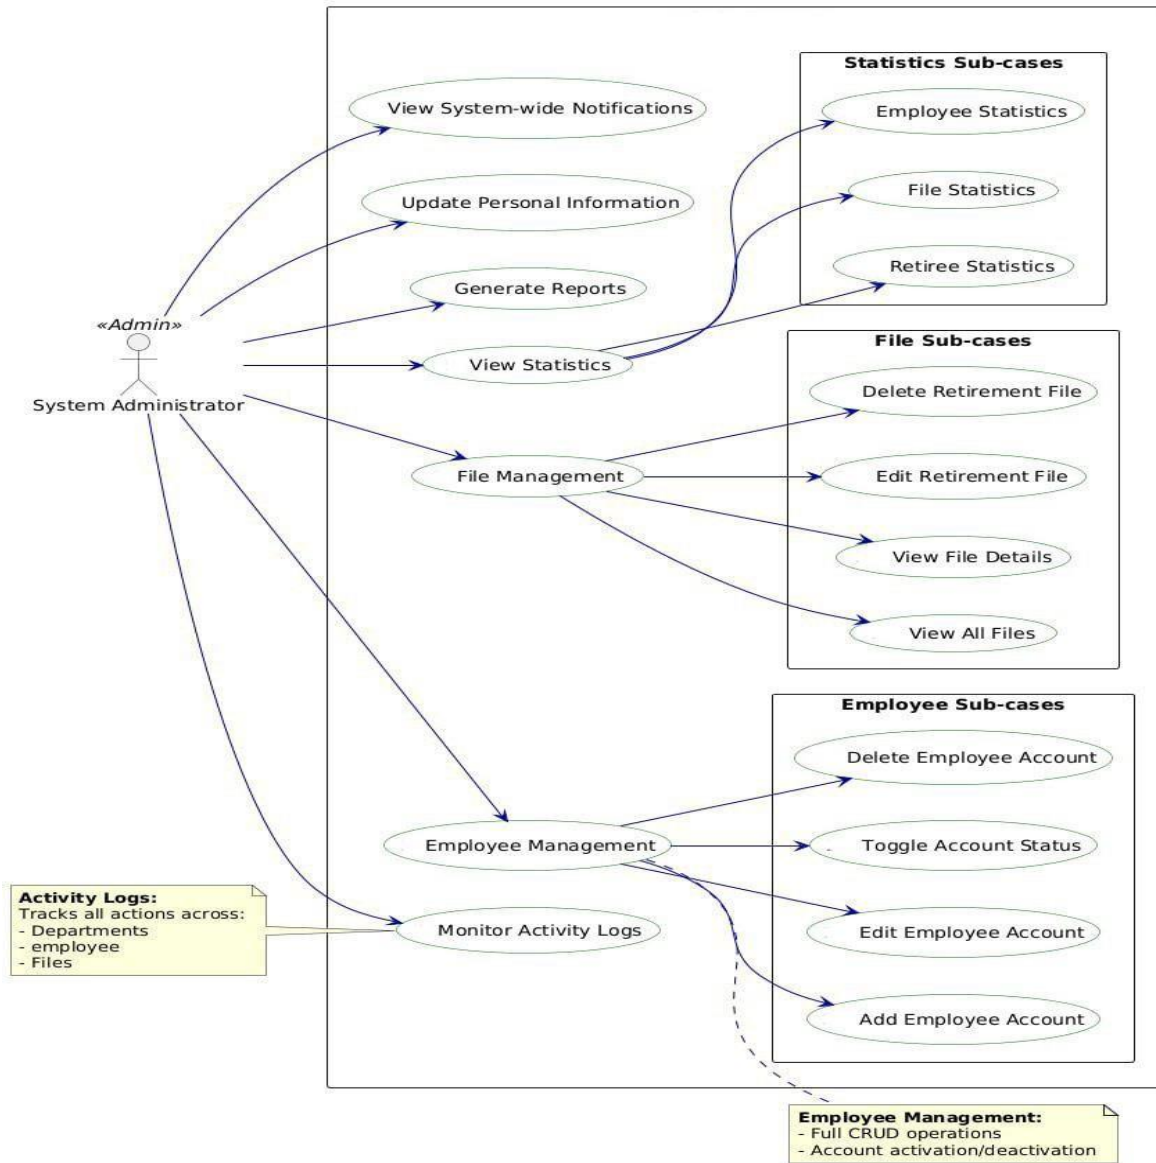 Statistics Sub-cases
View System-wide Notifications
Employee Statistics
Update Personal Information
File Statistics
Generate Reports
Retiree Statistics
«Admin»
System Administrator
View Statistics
File Sub-cases
Delete Retirement File
File Management
Edit Retirement File
View File Details
View All Files
Employee Sub-cases
Delete Employee Account
Employee Management
Toggle Account Status
Edit Employee Account
Add Employee Account
Monitor Activity Logs
Activity Logs:
Tracks all actions across:
- Departments
- employee
- Files
Employee Management:
- Full CRUD operations
- Account activation/deactivation